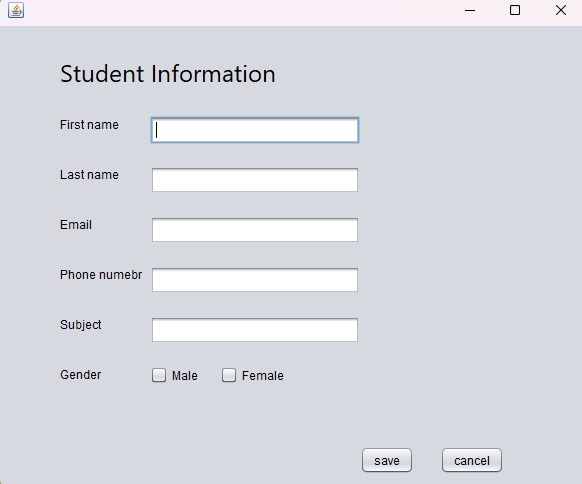 Student Information
First name
Last name
Email
Phone numebr
Subject
Gender Male Female
save cancel